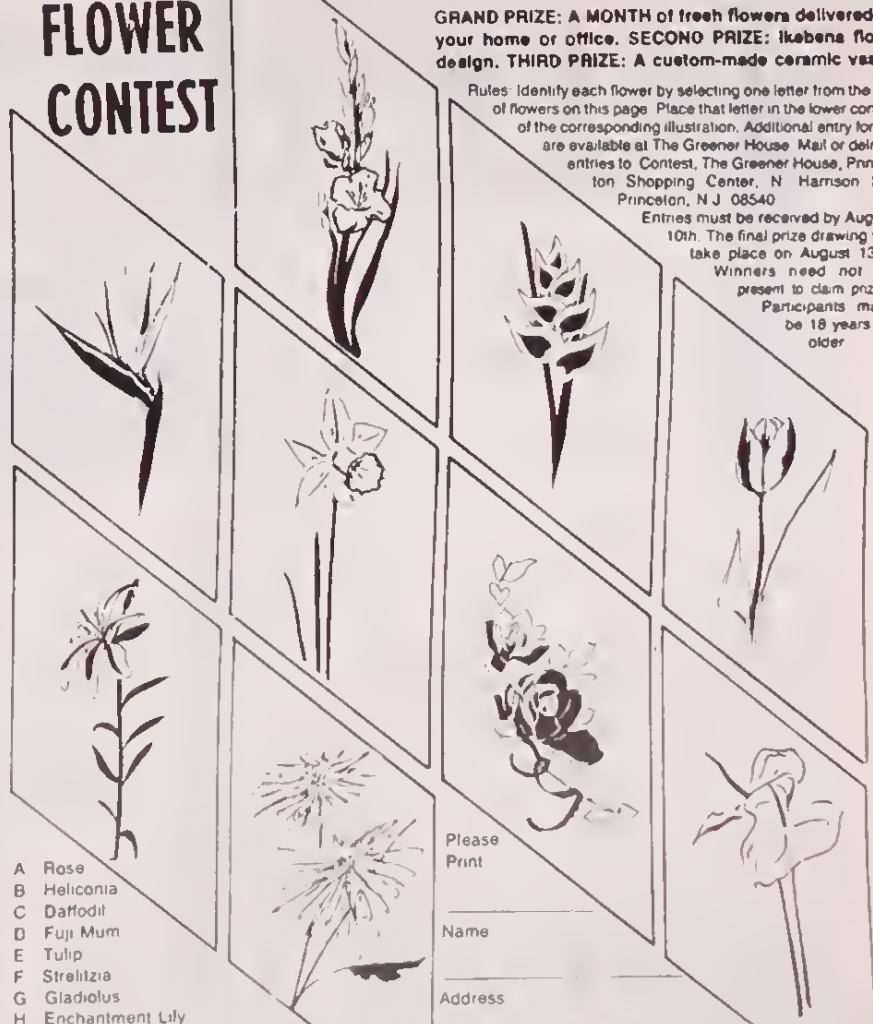 FLOWER
CONTEST
GRAND PRIZE: A MONTH of fresh flowers delivered
your home or office. SECOND PRIZE: Ikebena flo
design. THIRD PRIZE: A custom-made ceramic vas
Rules: Identify each flower by selecting one letter from the
of flowers on this page. Place that letter in the lower cor
of the corresponding illustration. Additional entry for
are available at The Greener House. Mail or deli
entries to Contest, The Greener House, Prin
ton Shopping Center, N Harrison
Princeton, N J 08540
Entries must be received by Aug
10th. The final prize drawing
take place on August 13
Winners need not
present to claim priz
Participants mu
be 18 years
older
A Rose
B Heliconia
C Daffodil
D Fuji Mum
E Tulip
F Strelitzia
G Gladiolus
H Enchantment Lily
Please
Print
Name
Address